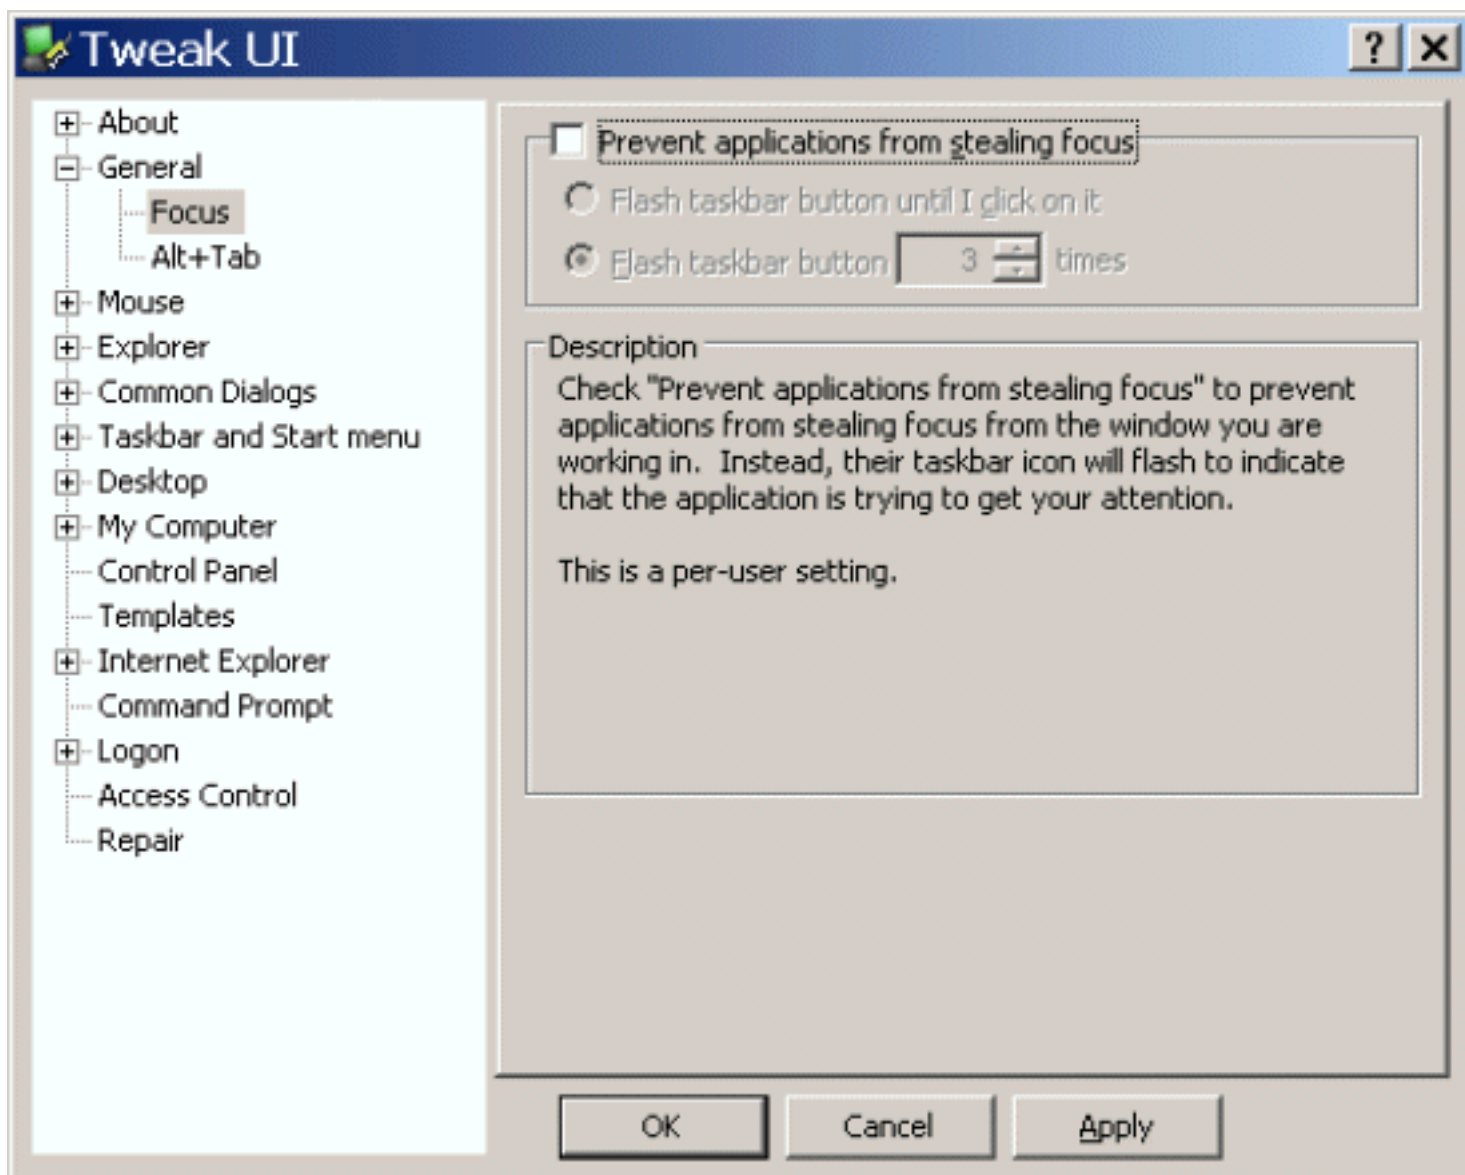 Tweak UI
About
General
Focus
Alt+Tab
Mouse
Explorer
Common Dialogs
Taskbar and Start menu
Desktop
My Computer
Control Panel
Templates
Internet Explorer
Command Prompt
Logon
Access Control
Repair
Prevent applications from stealing focus
Flash taskbar button until I click on it
Flash taskbar button 3 times
Description
Check "Prevent applications from stealing focus" to prevent
applications from stealing focus from the window you are
working in.  Instead, their taskbar icon will flash to indicate
that the application is trying to get your attention.
This is a per-user setting.
OK
Cancel
Apply